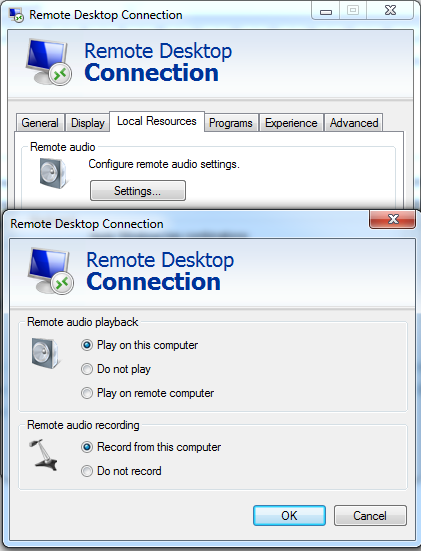 Remote Desktop Connection
Remote Desktop
Connection
General Display Local Resources Programs Experience Advanced
Remote audio
Configure remote audio settings.
Settings...
Remote Desktop Connection
Remote Desktop
Connection
Remote audio playback
Play on this computer
Do not play
Play on remote computer
Remote audio recording
Record from this computer
Do not record
OK Cancel